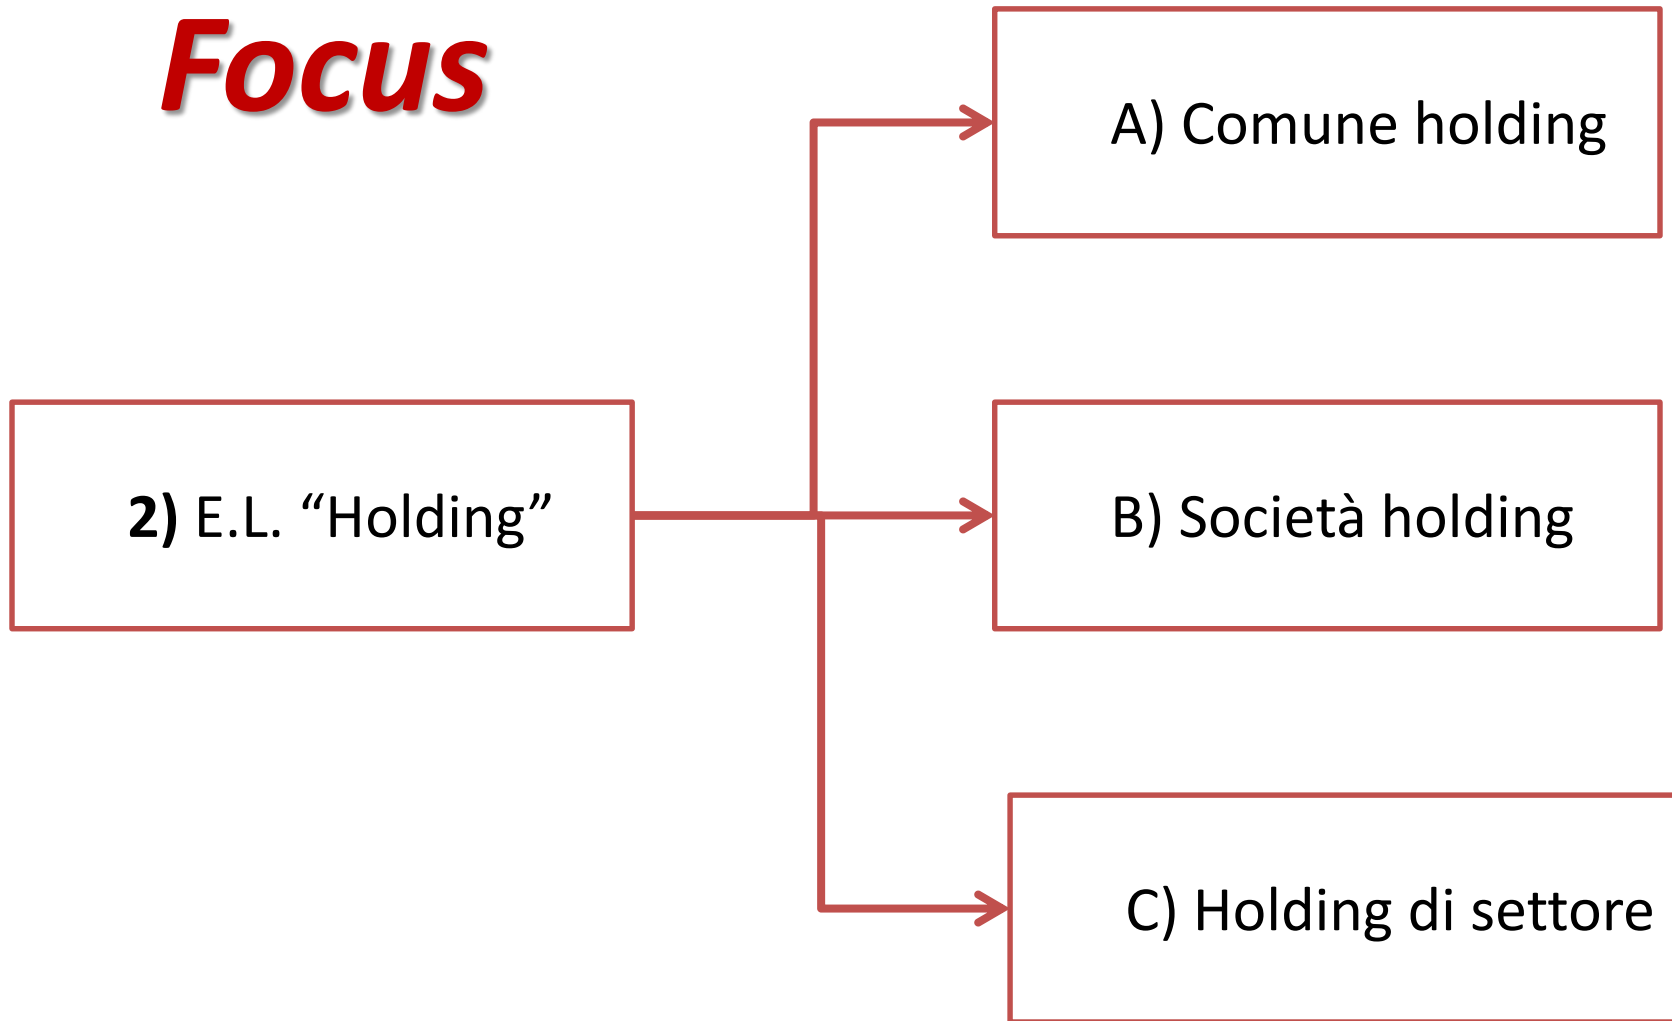 Focus
A) Comune holding
2) E.L. “Holding”
B) Società holding
C) Holding di settore